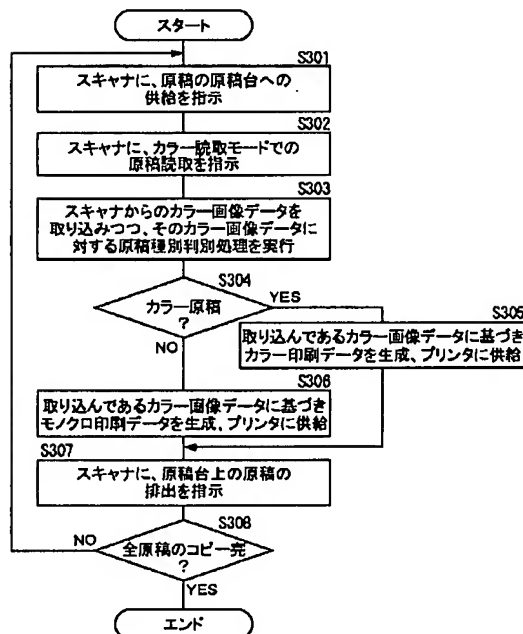 スタート
S301
スキャナに、原稿の原稿台への
供給を指示
S302
スキャナに、カラー読取モードでの
原稿読取を指示
S303
スキャナからのカラー画像データを
取り込みつつ、そのカラー画像データに
対する原稿種別判別処理を実行
S304
カラー原稿
?
YES
NO
S305
取り込んであるカラー画像データに基づき
カラー印刷データを生成、プリンタに供給
S306
取り込んであるカラー画像データに基づき
モノクロ印刷データを生成、プリンタに供給
S307
スキャナに、原稿台上の原稿の
排出を指示
S308
全原稿のコピー完
?
NO
YES
エンド